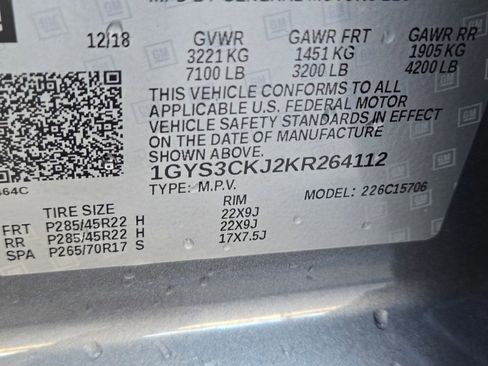 12/18 GVWR GAWR FRT GAWR RR
3221 KG 1451 KG 1905 KG
7100 LB 3200 LB 4200 LB
THIS VEHICLE CONFORMS TO ALL
APPLICABLE U.S. FEDERAL MOTOR
VEHICLE SAFETY STANDARDS IN EFFECT
ON THE DATE OF MANUFACTURE
SHOWN ABOVE.
1GYS3CKJ2KR264112
TYPE: M.P.V. MODEL: 226C15706
464C
TIRE SIZE RIM
FRT P285/45R22 H 22X9J
RR P285/45R22 H 22X9J
SPA P265/70R17 S 17X7.5J